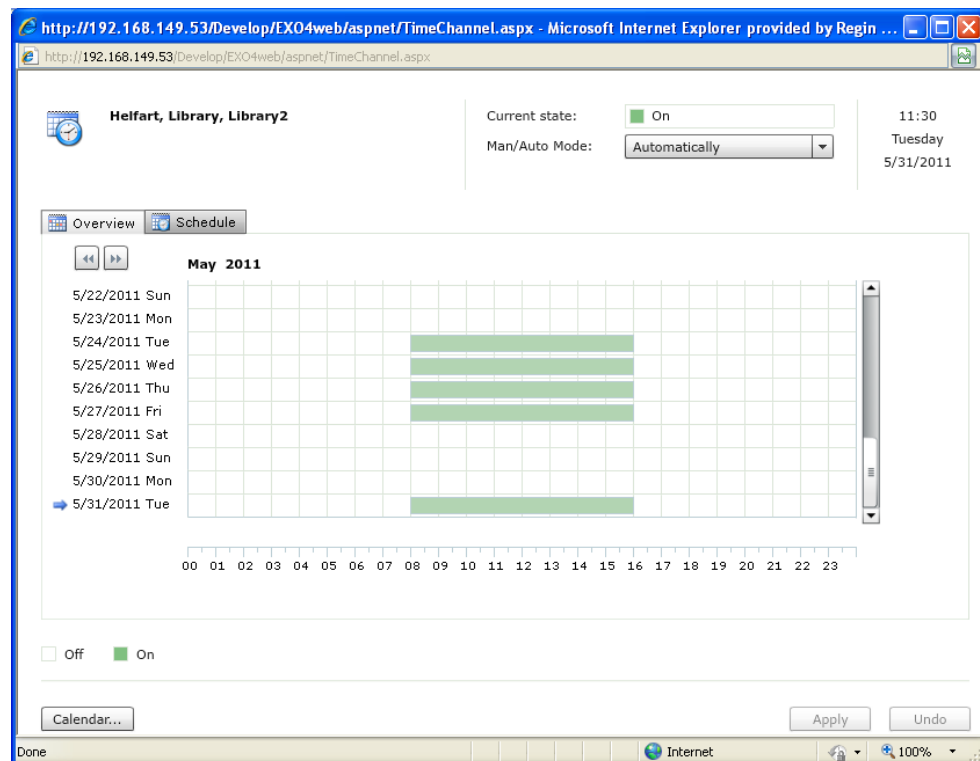 http://192.168.149.53/Develop/EXO4web/aspnet/TimeChannel.aspx - Microsoft Internet Explorer provided by Regin ...
http://192.168.149.53/Develop/EXO4web/aspnet/TimeChannel.aspx
Helfart, Library, Library2
Current state: On
11:30
Man/Auto Mode: Automatically
Tuesday
5/31/2011
Overview Schedule
May 2011
5/22/2011 Sun
5/23/2011 Mon
5/24/2011 Tue
5/25/2011 Wed
5/26/2011 Thu
5/27/2011 Fri
5/28/2011 Sat
5/29/2011 Sun
5/30/2011 Mon
5/31/2011 Tue
00 01 02 03 04 05 06 07 08 09 10 11 12 13 14 15 16 17 18 19 20 21 22 23
Off On
Calendar... Apply Undo
Done Internet 100%